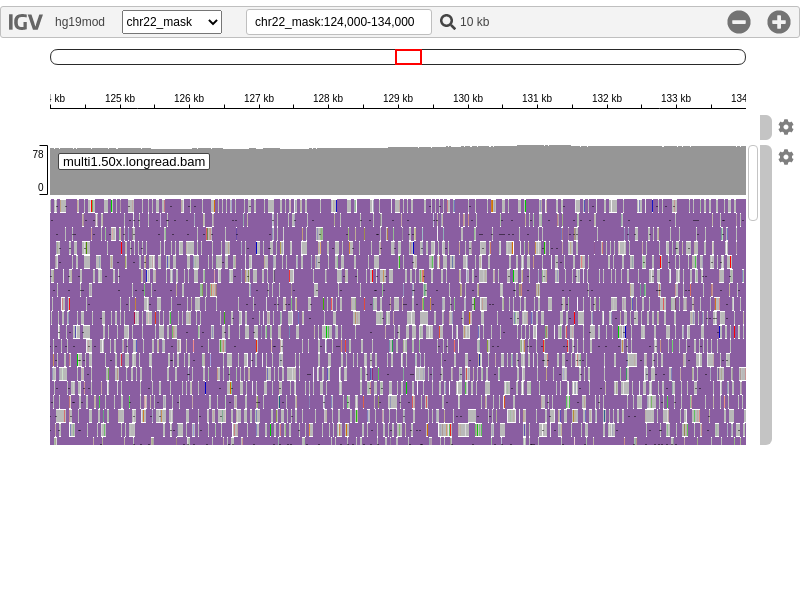 IGV hg19mod chr22_mask chr22_mask:124,000-134,000 10 kb
kb 125 kb 126 kb 127 kb 128 kb 129 kb 130 kb 131 kb 132 kb 133 kb 134
78
multi1.50x.longread.bam
0